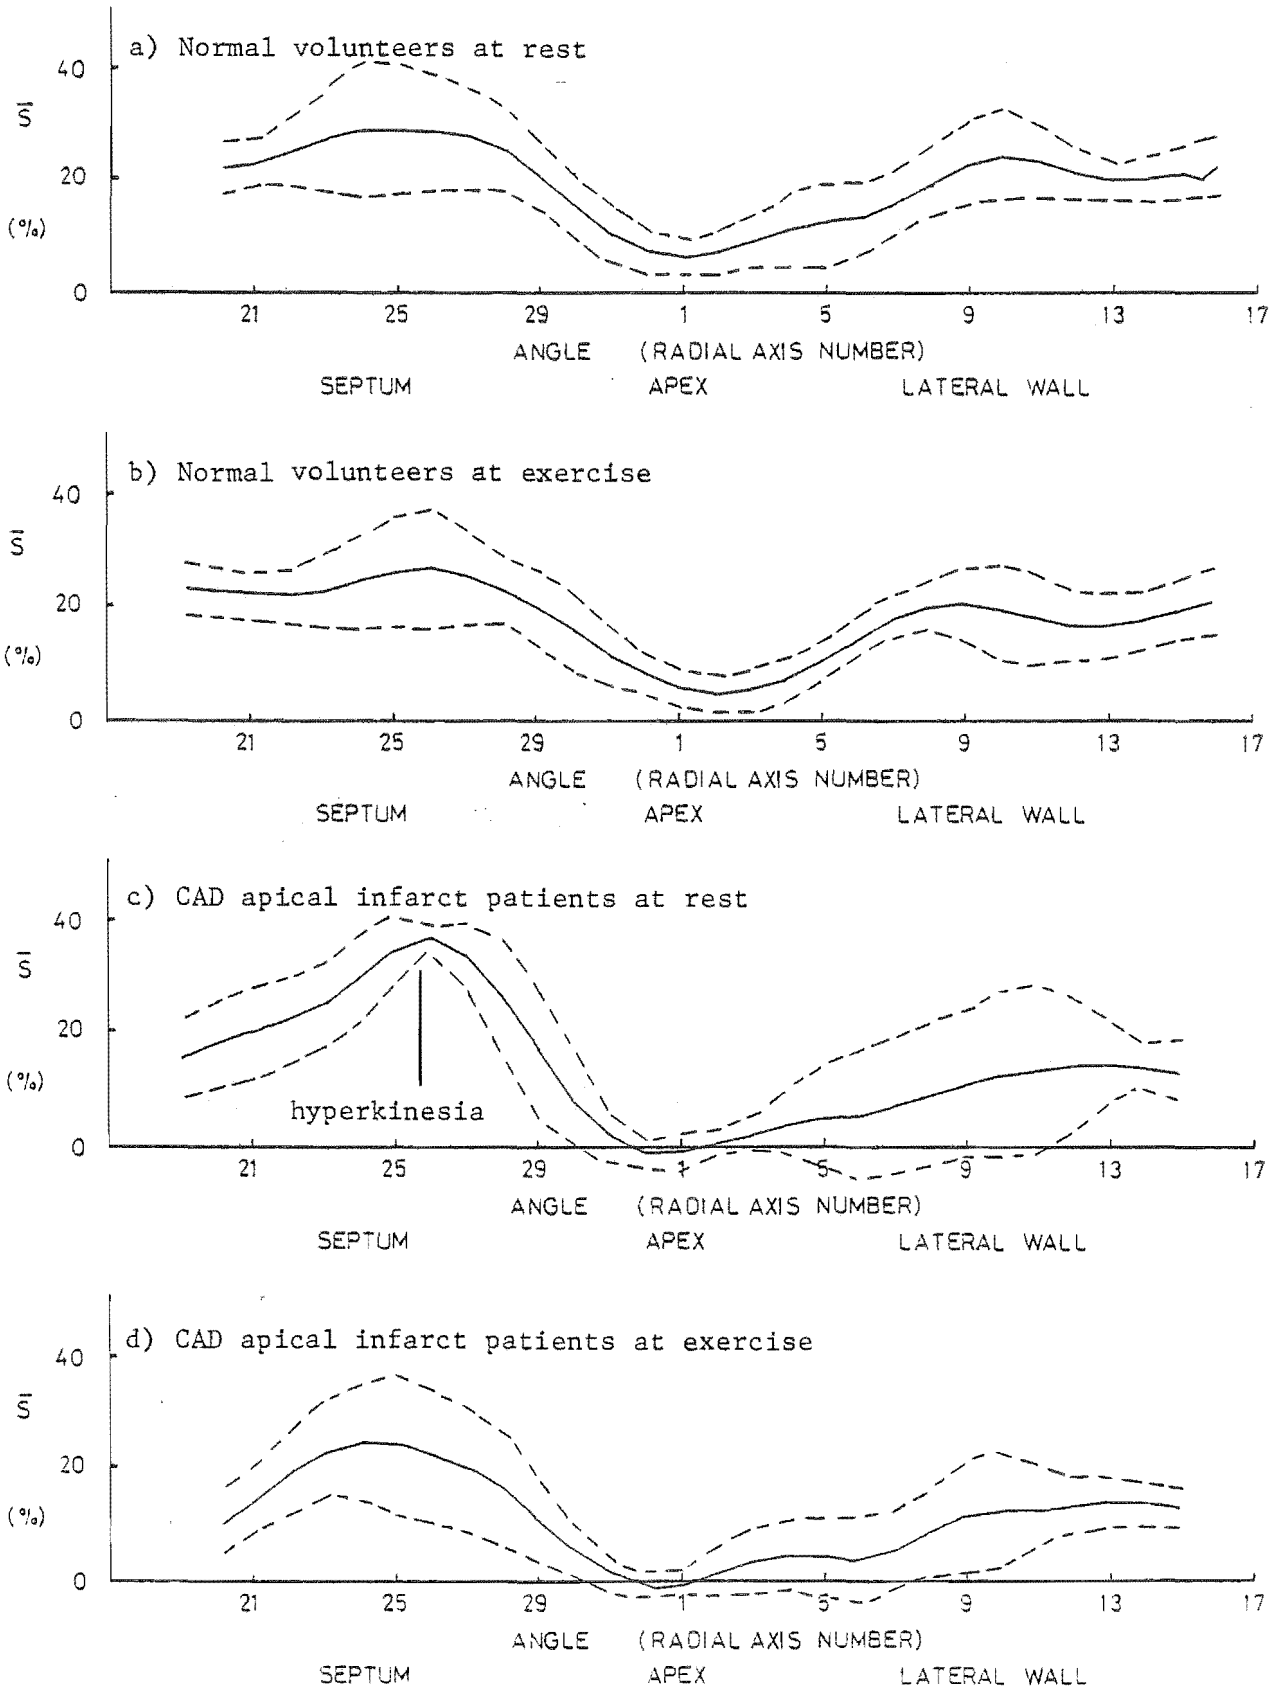 a) Normal volunteers at rest
40
S̅
20
(%)
0
21 25 29 1 5 9 13 17
ANGLE (RADIAL AXIS NUMBER)
SEPTUM APEX LATERAL WALL
b) Normal volunteers at exercise
40
S̅
20
(%)
0
21 25 29 1 5 9 13 17
ANGLE (RADIAL AXIS NUMBER)
SEPTUM APEX LATERAL WALL
c) CAD apical infarct patients at rest
40
S̅
20
(%)
hyperkinesia
0
21 25 29 1 5 9 13 17
ANGLE (RADIAL AXIS NUMBER)
SEPTUM APEX LATERAL WALL
d) CAD apical infarct patients at exercise
40
S̅
20
(%)
0
21 25 29 1 5 9 13 17
ANGLE (RADIAL AXIS NUMBER)
SEPTUM APEX LATERAL WALL